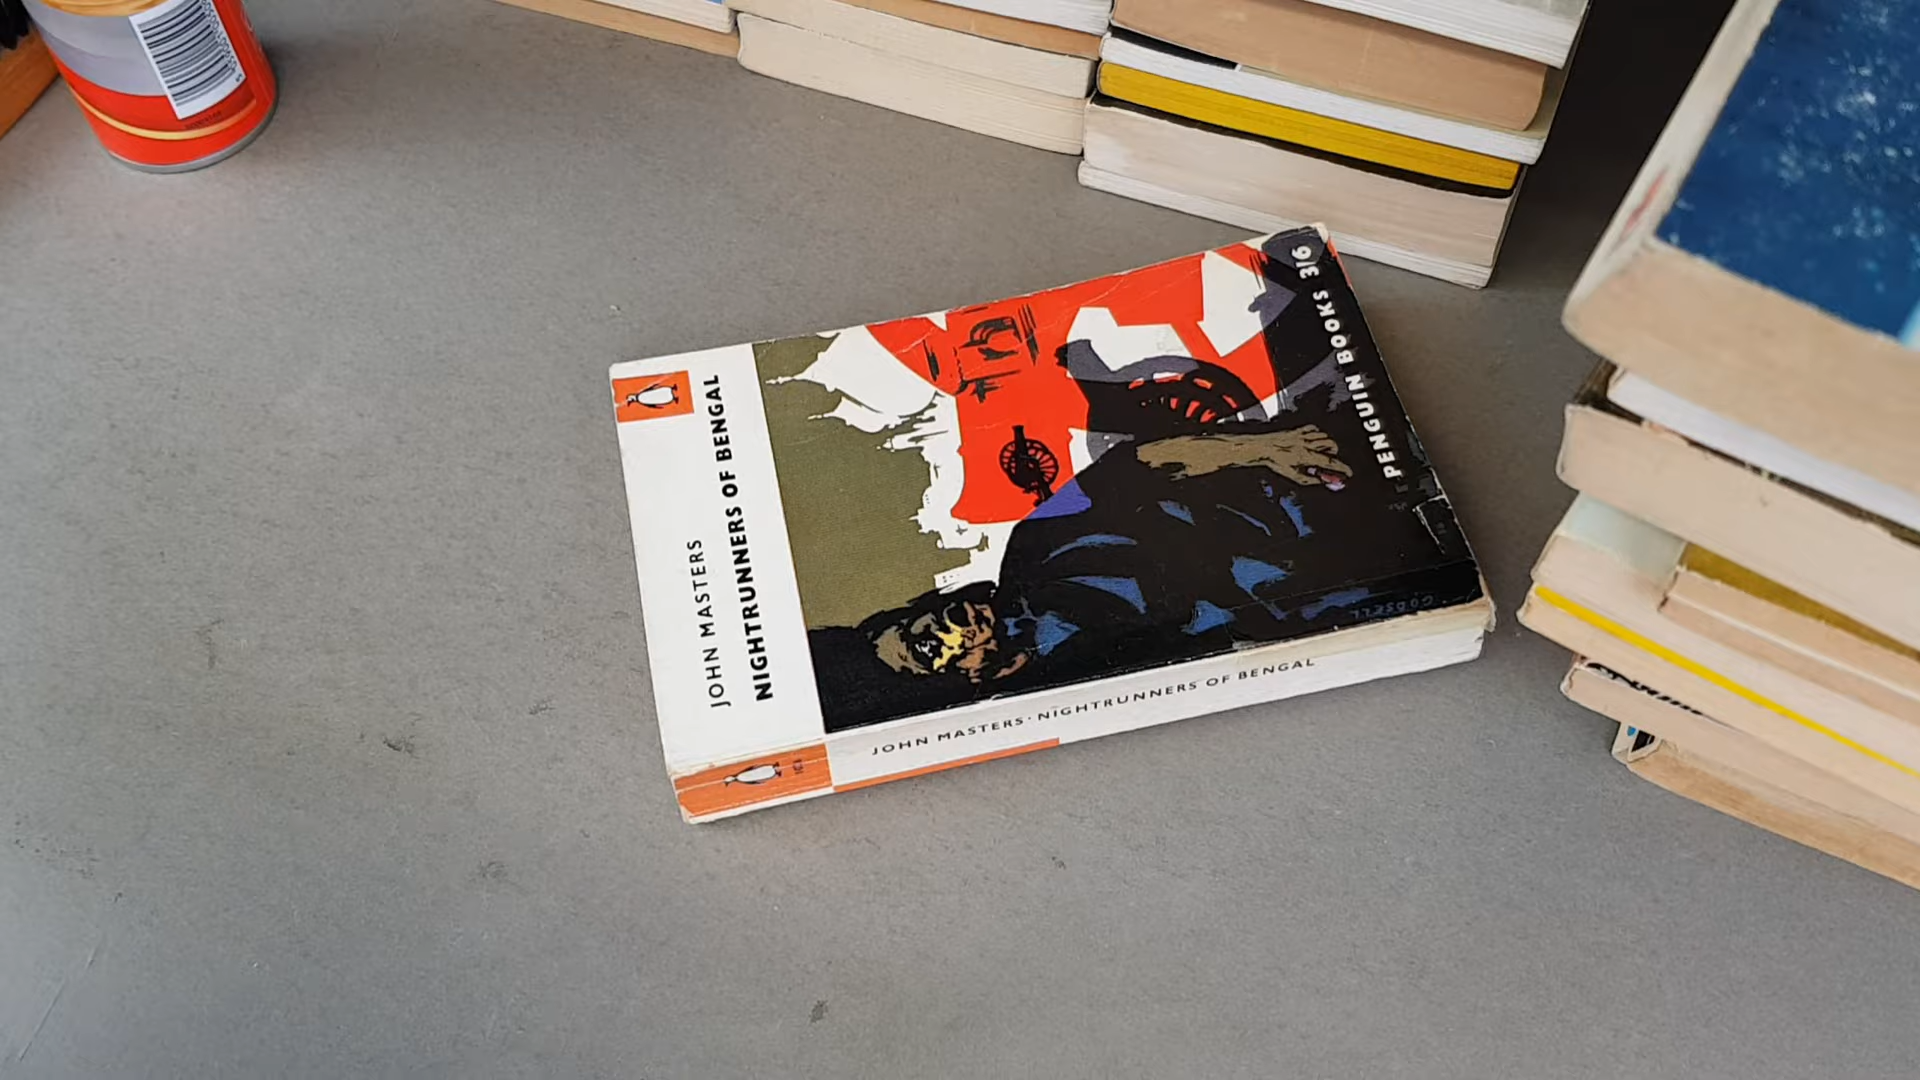 JOHN MASTERS
NIGHTRUNNERS OF BENGAL
PENGUIN BOOKS 3/6
GODSELL
JOHN MASTERS · NIGHTRUNNERS OF BENGAL